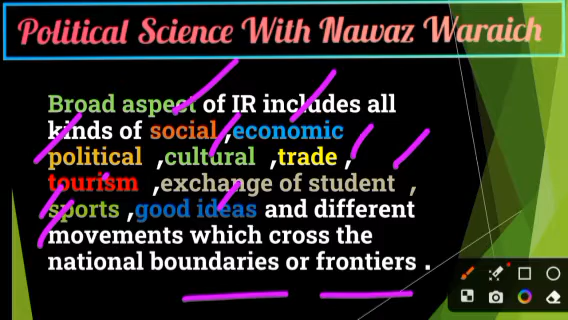 Political Science With Nawaz Waraich
Broad aspect of IR includes all
kinds of social ,economic
political ,cultural ,trade ,
tourism ,exchange of student ,
sports ,good ideas and different
movements which cross the
national boundaries or frontiers .